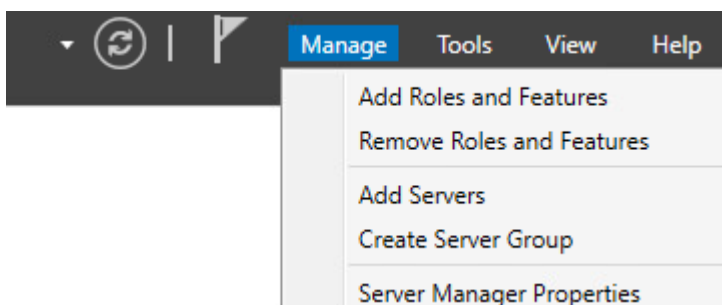 Manage Tools View Help
Add Roles and Features
Remove Roles and Features
Add Servers
Create Server Group
Server Manager Properties